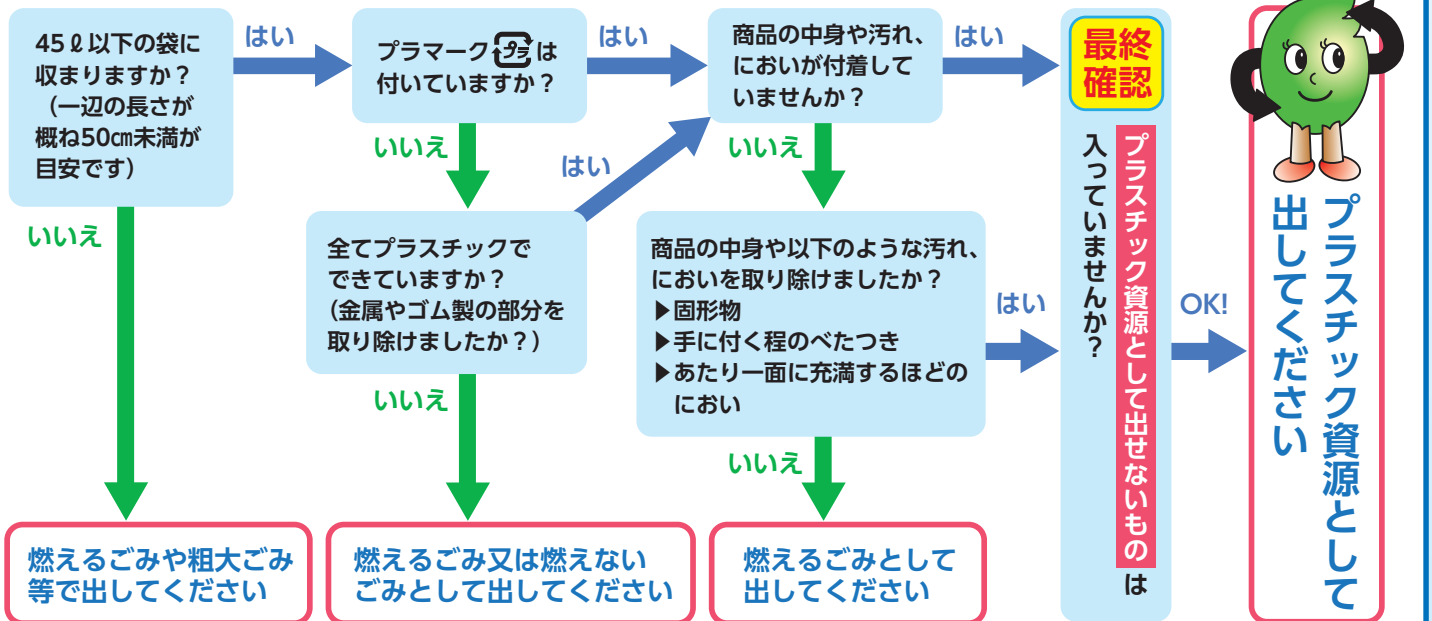 45ℓ以下の袋に
収まりますか？
（一辺の長さが
概ね50㎝未満が
目安です）
はい
いいえ
プラマーク プラ は
付いていますか？
はい
いいえ
全てプラスチックで
できていますか？
（金属やゴム製の部分を
取り除けましたか？）
はい
いいえ
商品の中身や汚れ、
においが付着して
いませんか？
はい
いいえ
商品の中身や以下のような汚れ、
においを取り除けましたか？
▶固形物
▶手に付く程のべたつき
▶あたり一面に充満するほどの
におい
はい
いいえ
最終
確認
プラスチック資源として出せないものは
入っていませんか？
OK!
プラスチック資源として
出してください
燃えるごみや粗大ごみ
等で出してください
燃えるごみ又は燃えない
ごみとして出してください
燃えるごみとして
出してください